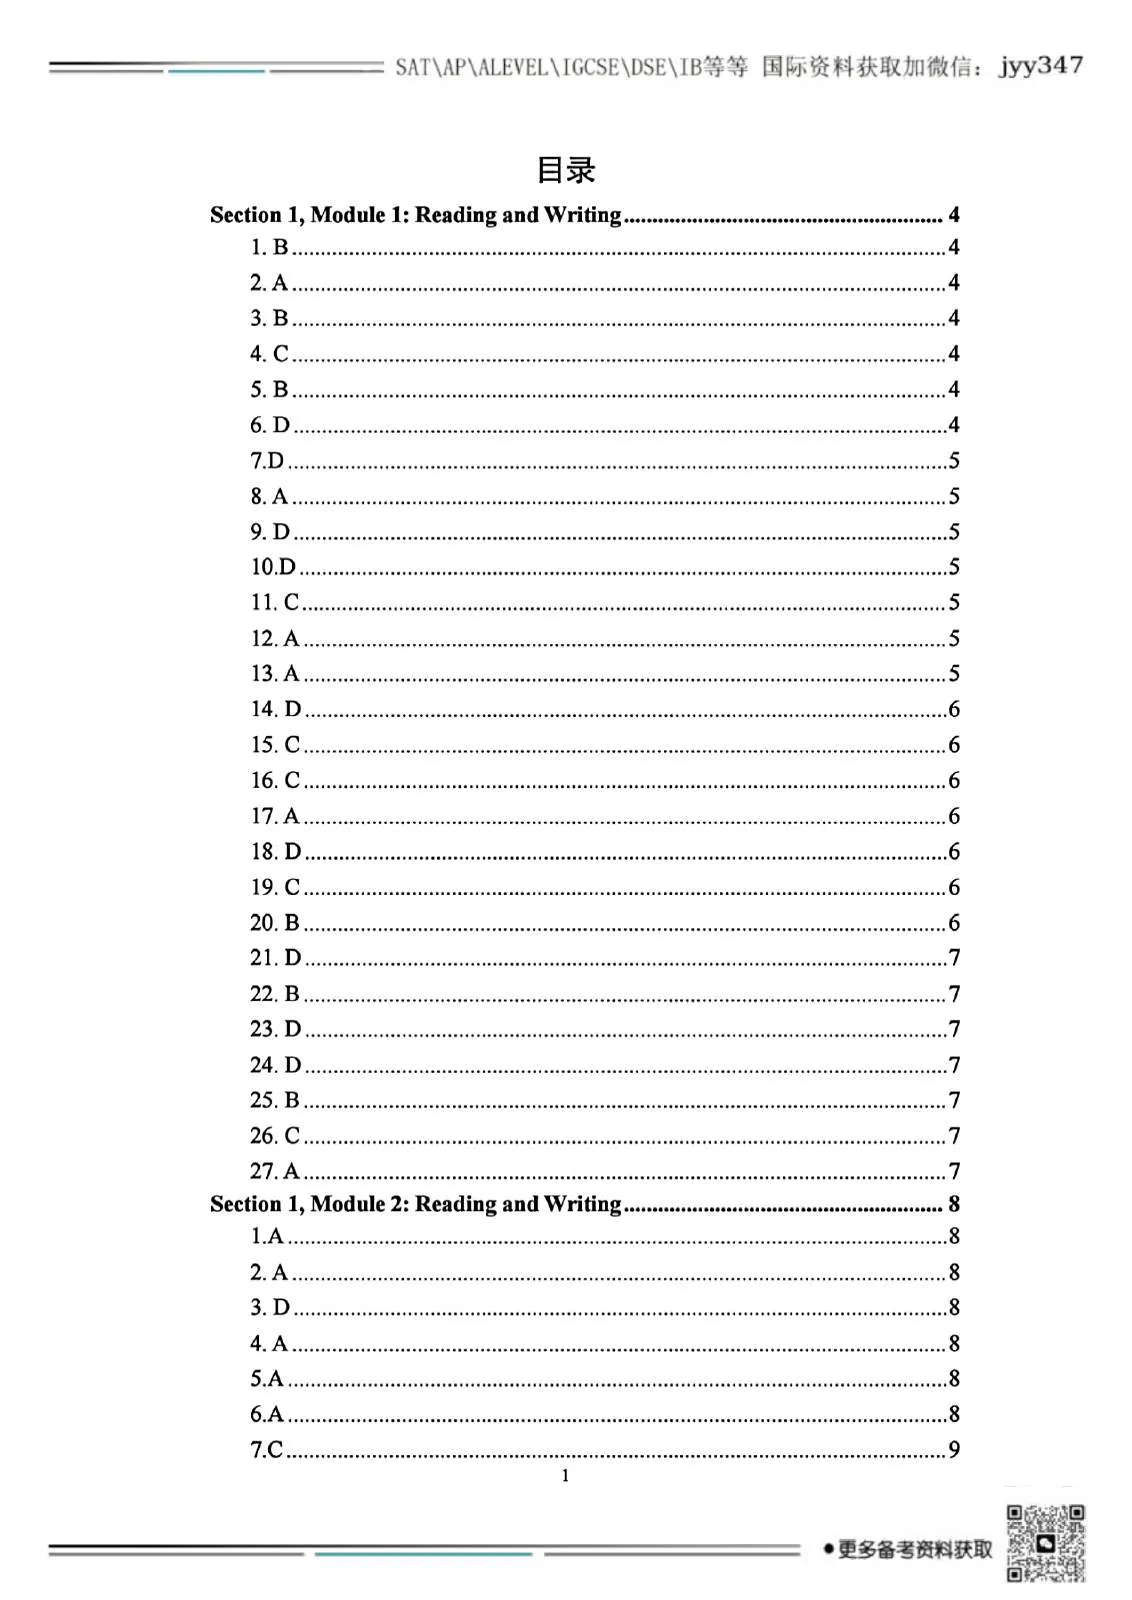 SAT\AP\ALEVEL\IGCSE\DSE\IB等等 国际资料获取加微信：jyy347
目录
Section 1, Module 1: Reading and Writing........................................................ 4
1. B........................................................4
2. A........................................................4
3. B........................................................4
4. C........................................................4
5. B........................................................4
6. D........................................................4
7.D........................................................5
8. A........................................................5
9. D........................................................5
10.D........................................................5
11. C........................................................5
12. A........................................................5
13. A........................................................5
14. D........................................................6
15. C........................................................6
16. C........................................................6
17. A........................................................6
18. D........................................................6
19. C........................................................6
20. B........................................................6
21. D........................................................7
22. B........................................................7
23. D........................................................7
24. D........................................................7
25. B........................................................7
26. C........................................................7
27. A........................................................7
Section 1, Module 2: Reading and Writing........................................................ 8
1.A........................................................8
2. A........................................................8
3. D........................................................8
4. A........................................................8
5.A........................................................8
6.A........................................................8
7.C........................................................9
1
●更多备考资料获取